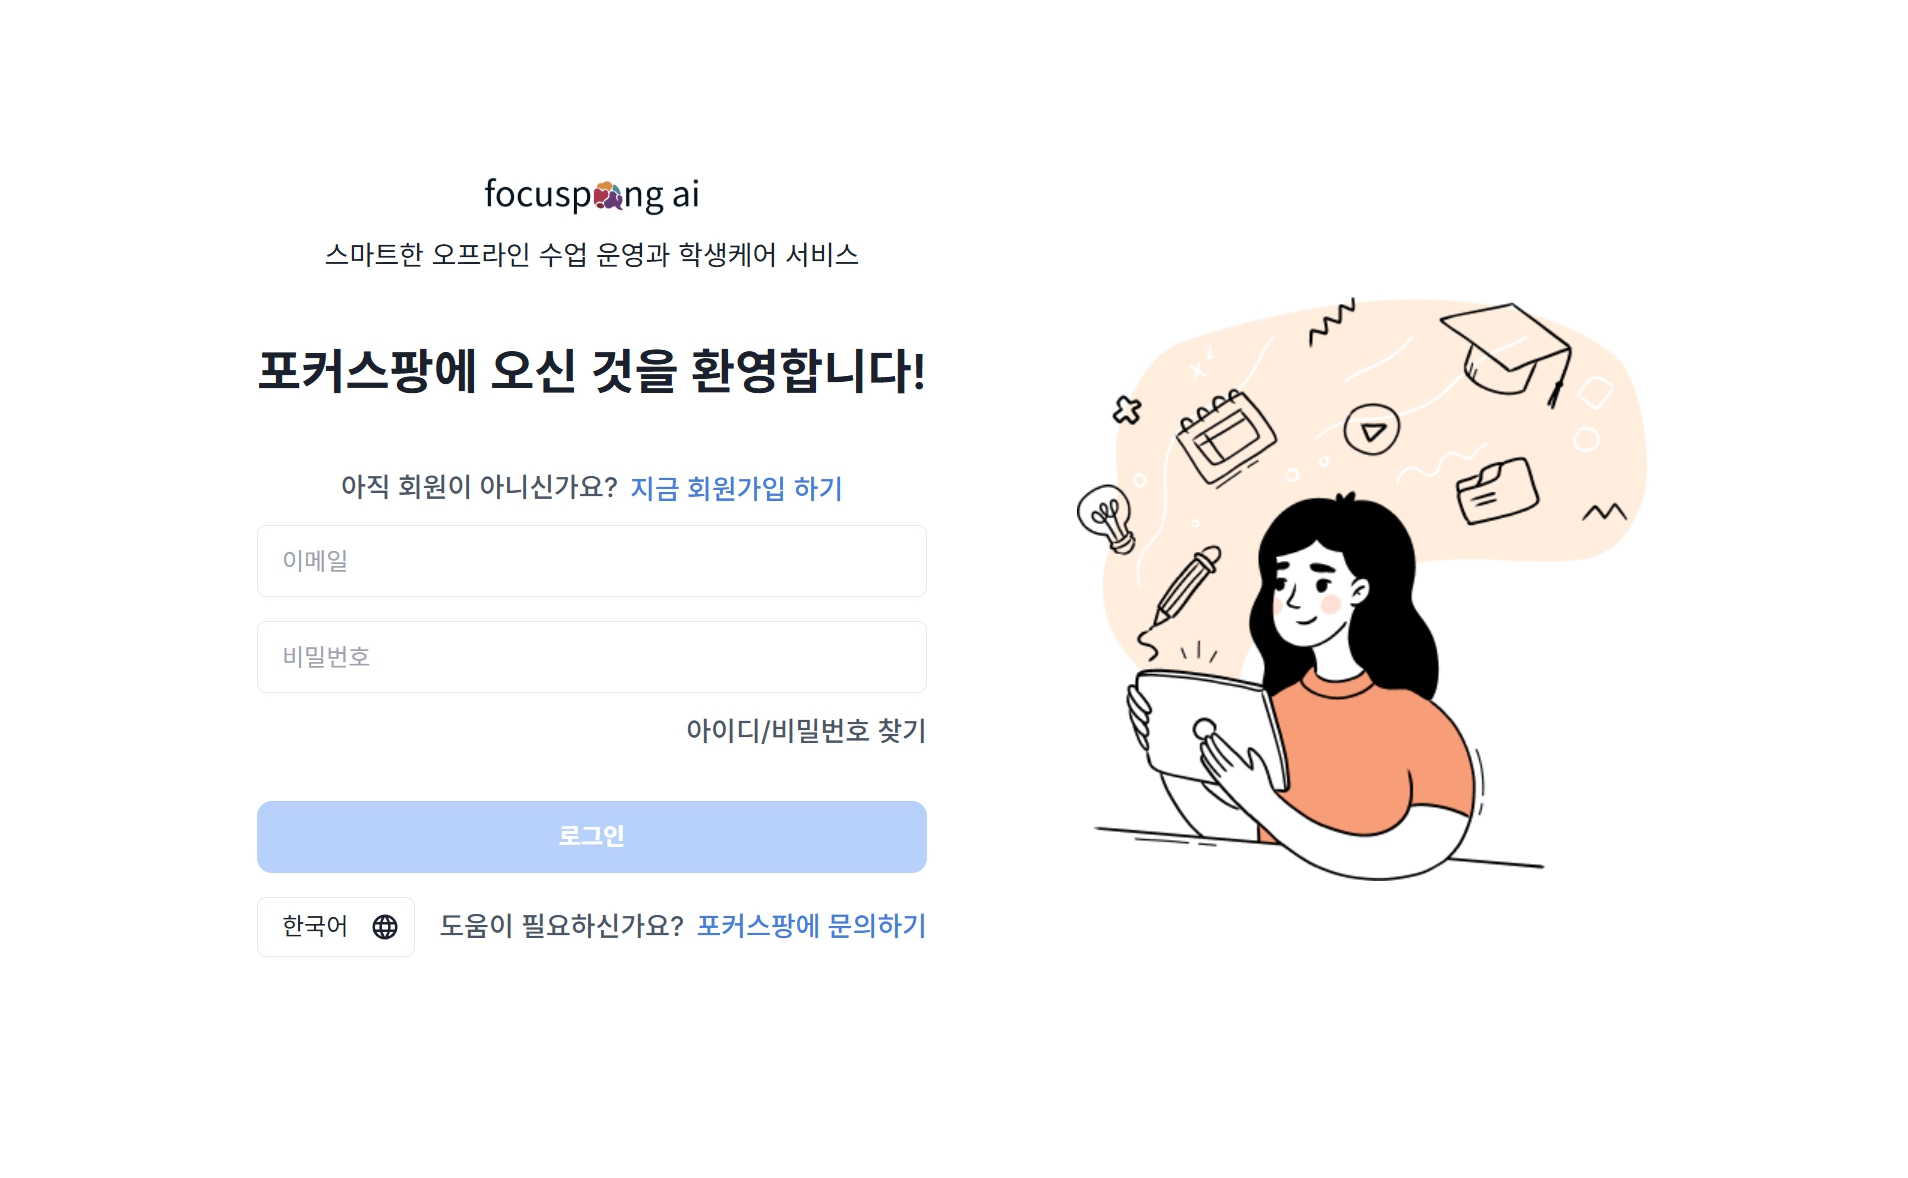 focuspang ai
스마트한 오프라인 수업 운영과 학생케어 서비스
포커스팡에 오신 것을 환영합니다!
아직 회원이 아니신가요? 지금 회원가입 하기
이메일
비밀번호
아이디/비밀번호 찾기
로그인
한국어 도움이 필요하신가요? 포커스팡에 문의하기
x²